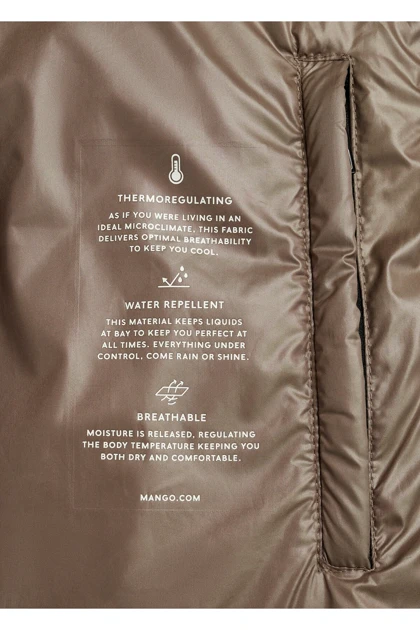 THERMOREGULATING
AS IF YOU WERE LIVING IN AN
IDEAL MICROCLIMATE, THIS FABRIC
DELIVERS OPTIMAL BREATHABILITY
TO KEEP YOU COOL.
WATER REPELLENT
THIS MATERIAL KEEPS LIQUIDS
AT BAY TO KEEP YOU PERFECT AT
ALL TIMES. EVERYTHING UNDER
CONTROL, COME RAIN OR SHINE.
BREATHABLE
MOISTURE IS RELEASED, REGULATING
THE BODY TEMPERATURE KEEPING YOU
BOTH DRY AND COMFORTABLE.
MANGO.COM